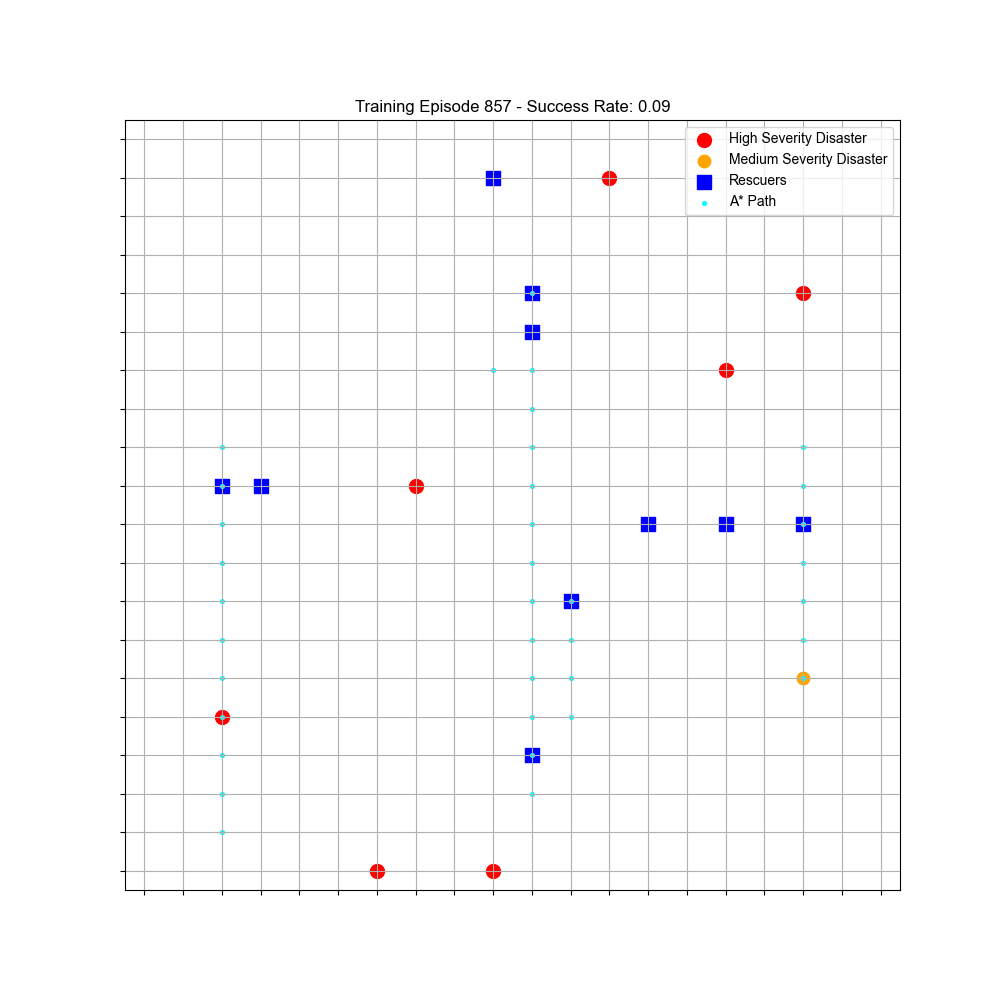 Training Episode 857 - Success Rate: 0.09
High Severity Disaster
Medium Severity Disaster
Rescuers
A* Path